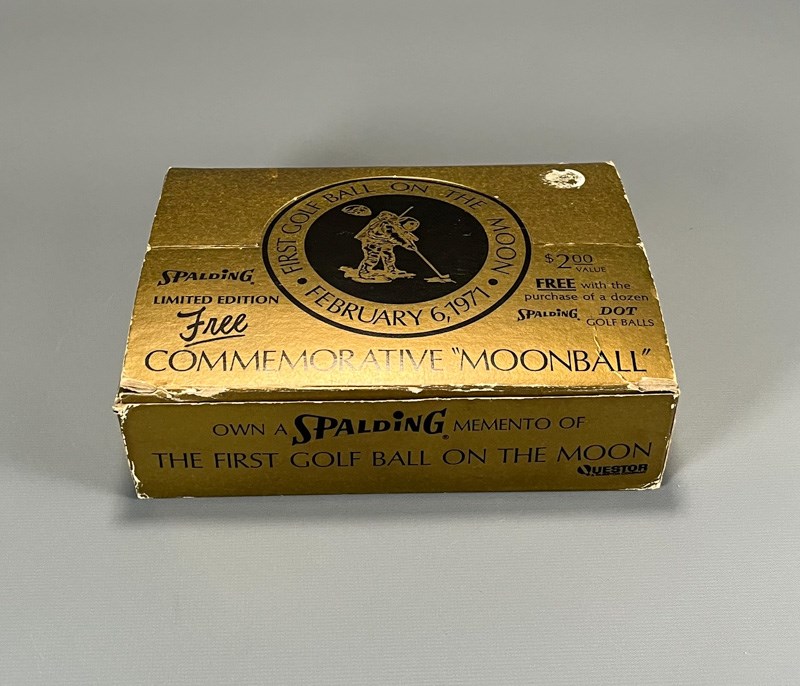 FIRST GOLF BALL ON THE MOON
• FEBRUARY 6, 1971 •
SPALDING®
LIMITED EDITION
Free
$2.00
VALUE
FREE with the
purchase of a dozen
SPALDING® DOT
GOLF BALLS
COMMEMORATIVE "MOONBALL"
OWN A SPALDING® MEMENTO OF
THE FIRST GOLF BALL ON THE MOON
QUESTOR